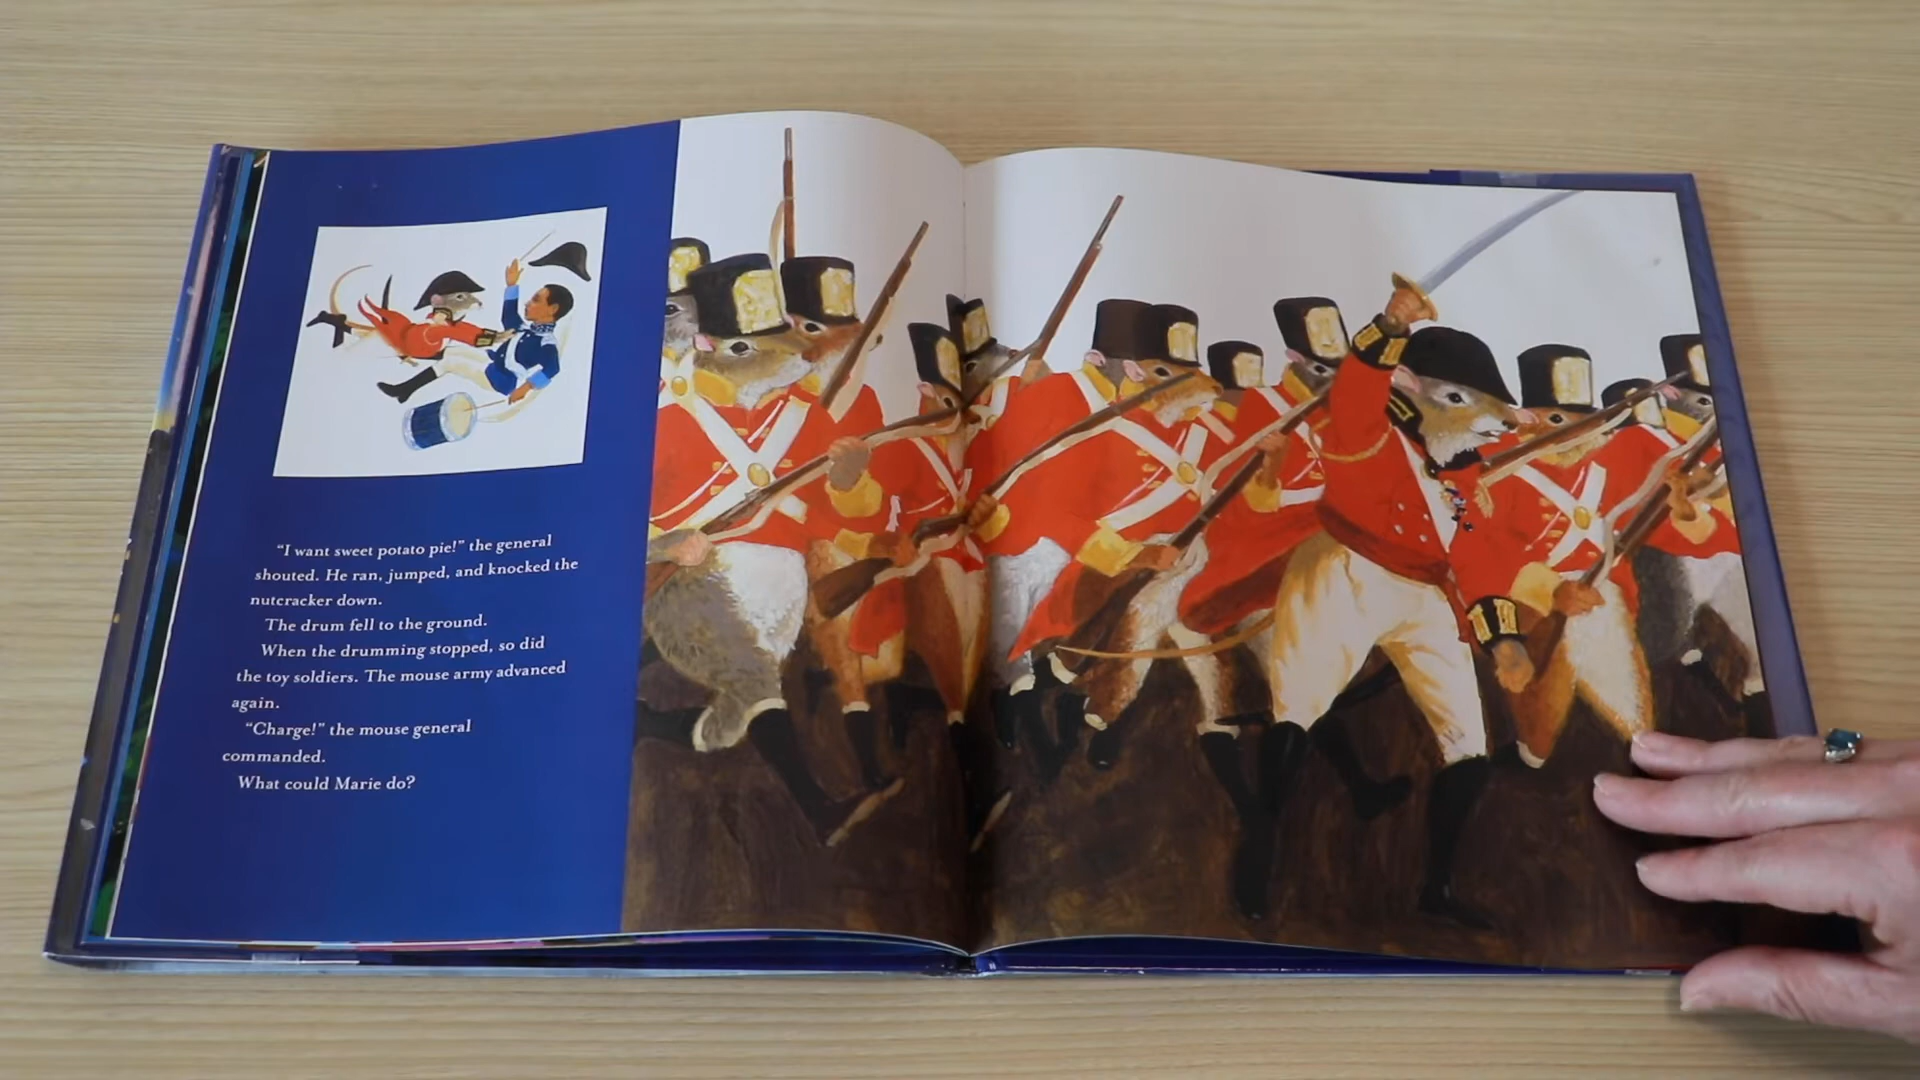 “I want sweet potato pie!” the general
shouted. He ran, jumped, and knocked the
nutcracker down.
The drum fell to the ground.
When the drumming stopped, so did
the toy soldiers. The mouse army advanced
again.
“Charge!” the mouse general
commanded.
What could Marie do?